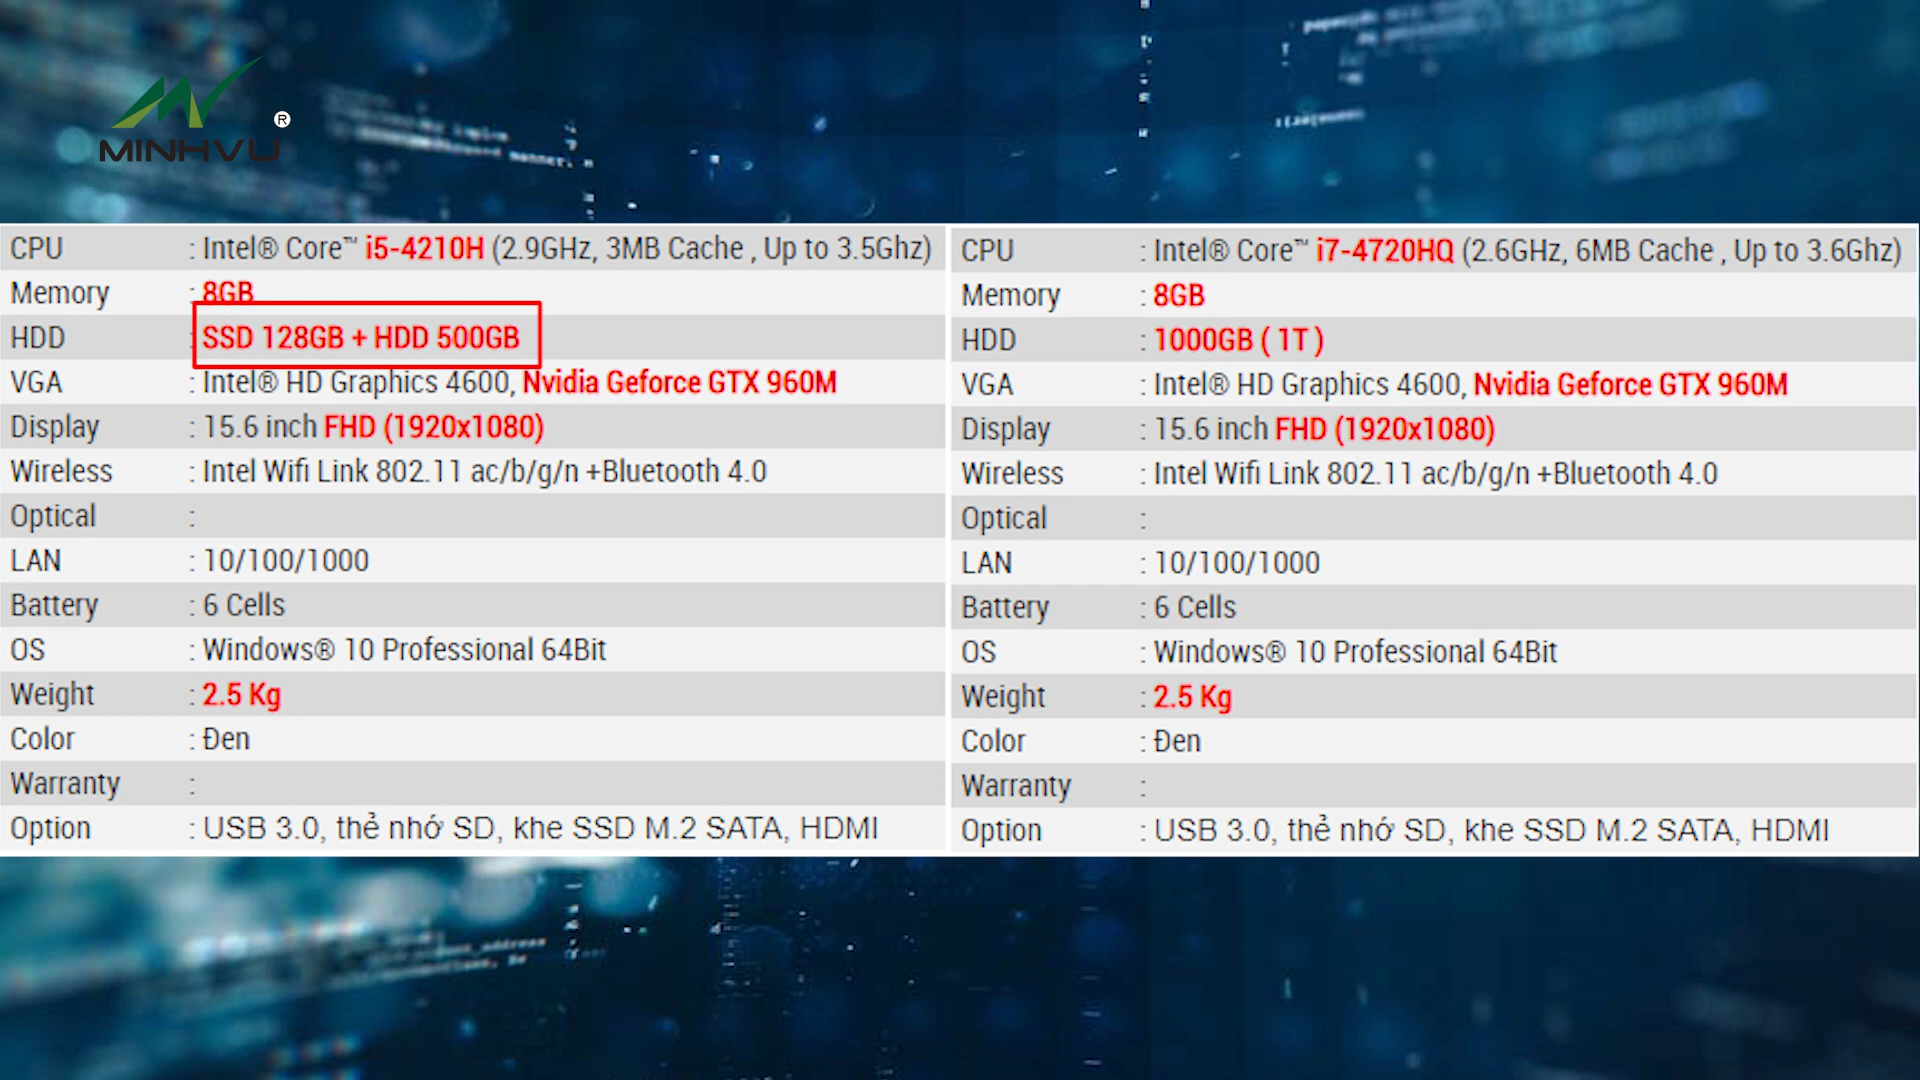 MINHVU ®
CPU : Intel® Core™ i5-4210H (2.9GHz, 3MB Cache , Up to 3.5Ghz)
Memory : 8GB
HDD : SSD 128GB + HDD 500GB
VGA : Intel® HD Graphics 4600, Nvidia Geforce GTX 960M
Display : 15.6 inch FHD (1920x1080)
Wireless : Intel Wifi Link 802.11 ac/b/g/n +Bluetooth 4.0
Optical :
LAN : 10/100/1000
Battery : 6 Cells
OS : Windows® 10 Professional 64Bit
Weight : 2.5 Kg
Color : Đen
Warranty :
Option : USB 3.0, thẻ nhớ SD, khe SSD M.2 SATA, HDMI
CPU : Intel® Core™ i7-4720HQ (2.6GHz, 6MB Cache , Up to 3.6Ghz)
Memory : 8GB
HDD : 1000GB ( 1T )
VGA : Intel® HD Graphics 4600, Nvidia Geforce GTX 960M
Display : 15.6 inch FHD (1920x1080)
Wireless : Intel Wifi Link 802.11 ac/b/g/n +Bluetooth 4.0
Optical :
LAN : 10/100/1000
Battery : 6 Cells
OS : Windows® 10 Professional 64Bit
Weight : 2.5 Kg
Color : Đen
Warranty :
Option : USB 3.0, thẻ nhớ SD, khe SSD M.2 SATA, HDMI